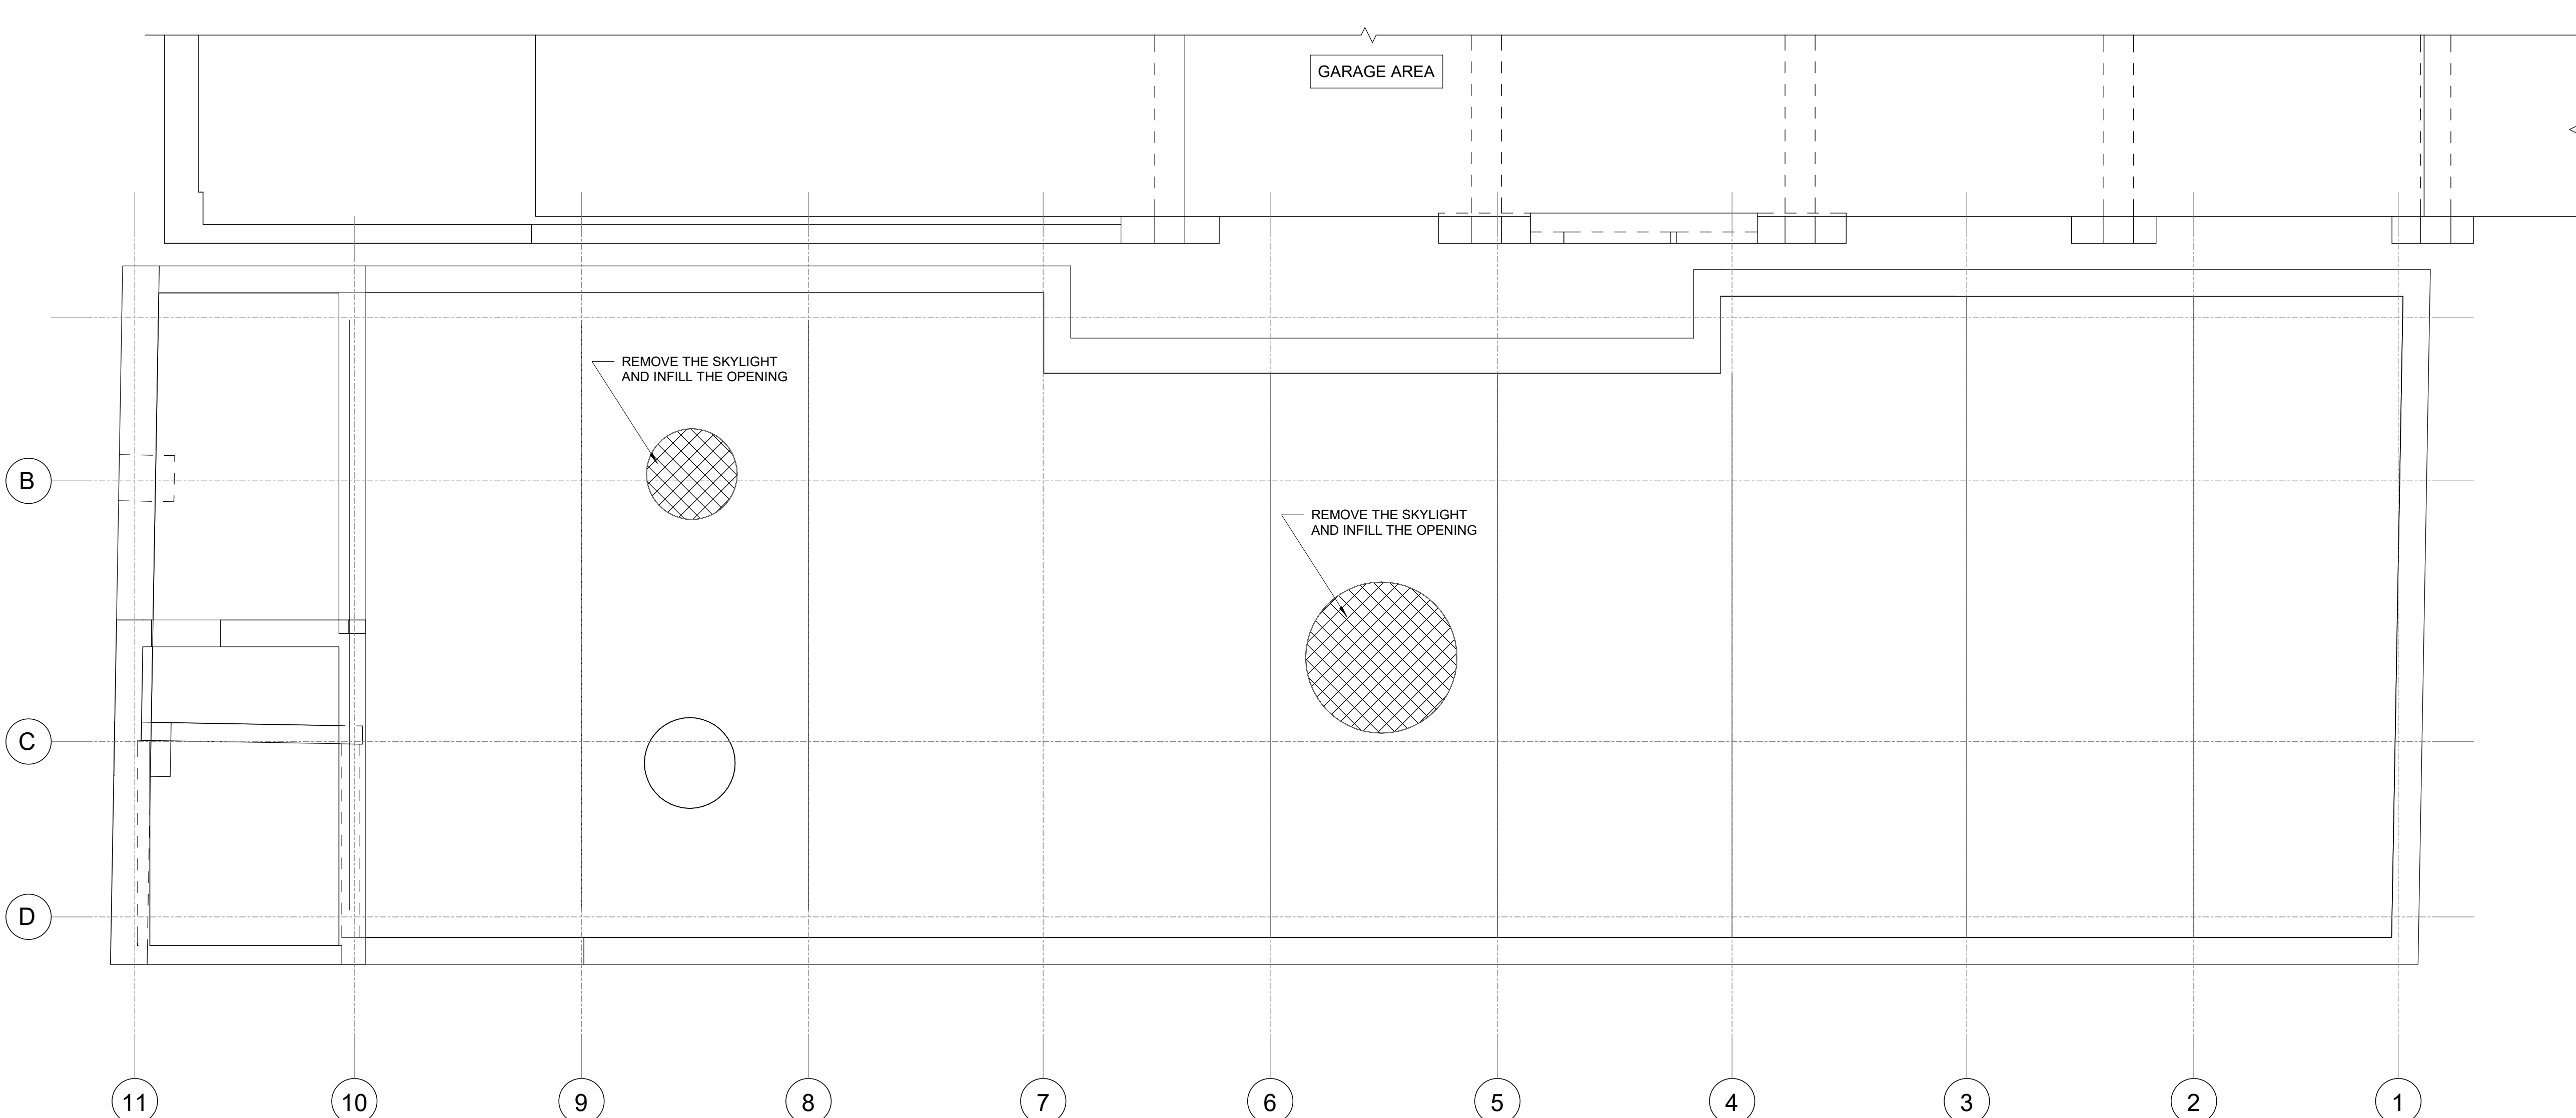 GARAGE AREA
REMOVE THE SKYLIGHT
AND INFILL THE OPENING
B
REMOVE THE SKYLIGHT
AND INFILL THE OPENING
C
D
11 10 9 8 7 6 5 4 3 2 1